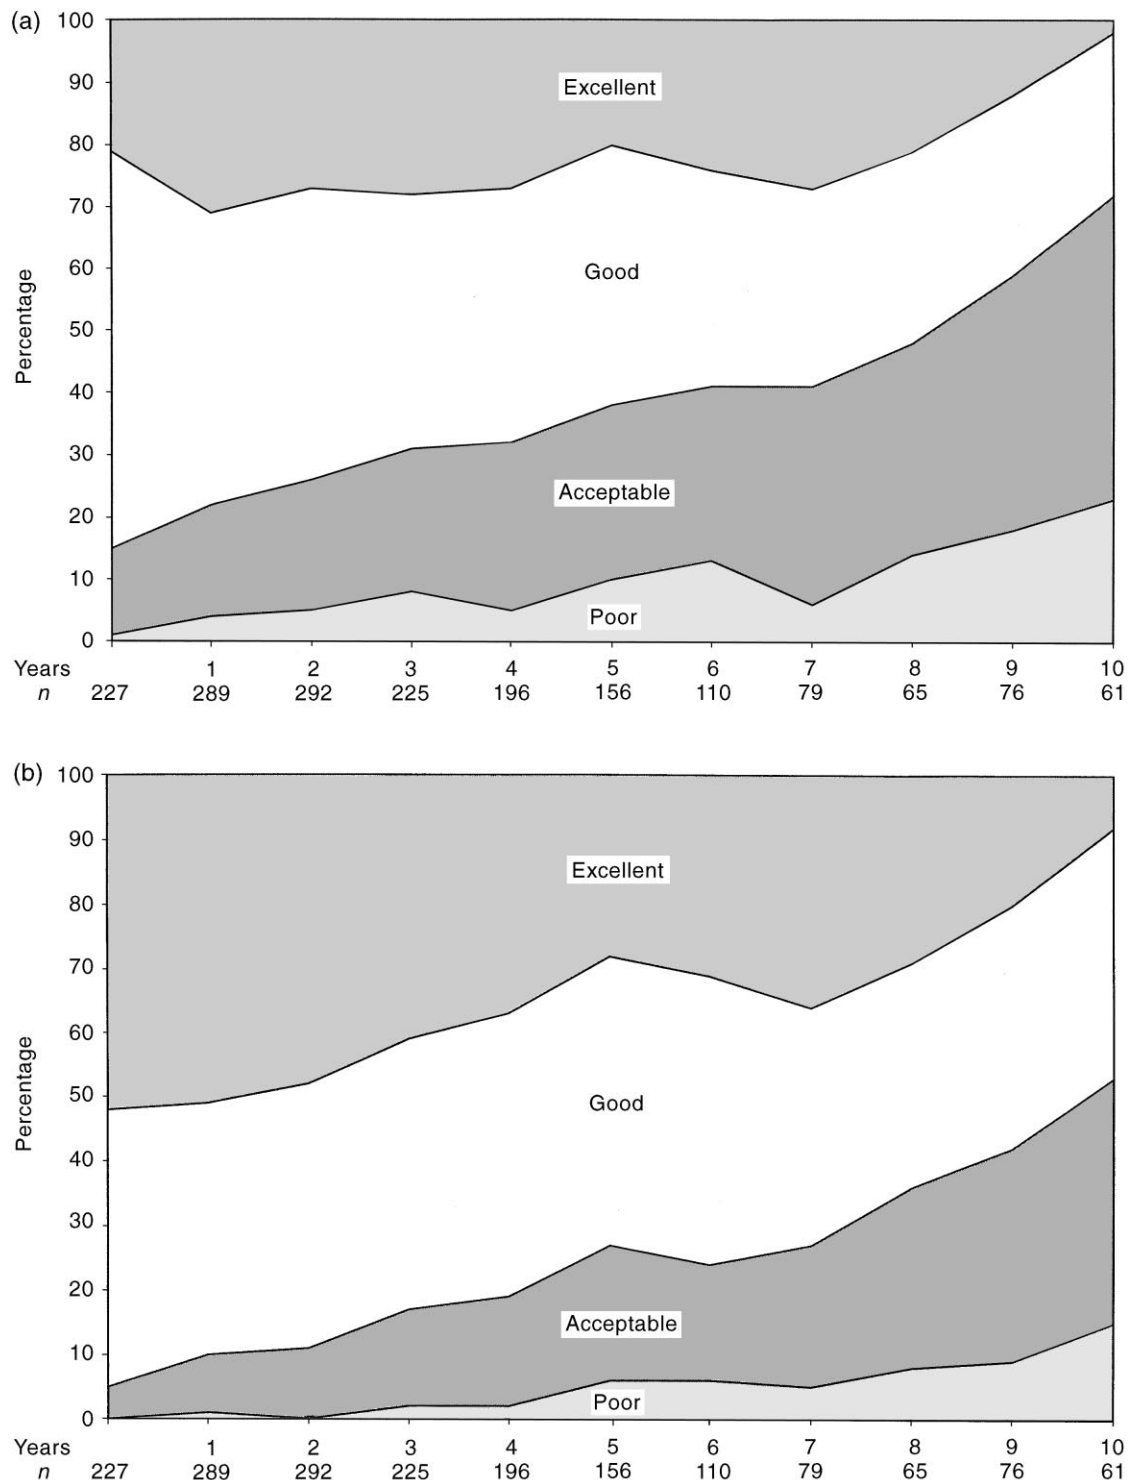 (a) 100
90
Excellent
80
70
60
Good
50
Percentage
40
30
Acceptable
20
10
Poor
0
Years 1 2 3 4 5 6 7 8 9 10
n 227 289 292 225 196 156 110 79 65 76 61
(b) 100
90
Excellent
80
70
60
Percentage
50
Good
40
30
20
Acceptable
10
Poor
0
Years 1 2 3 4 5 6 7 8 9 10
n 227 289 292 225 196 156 110 79 65 76 61